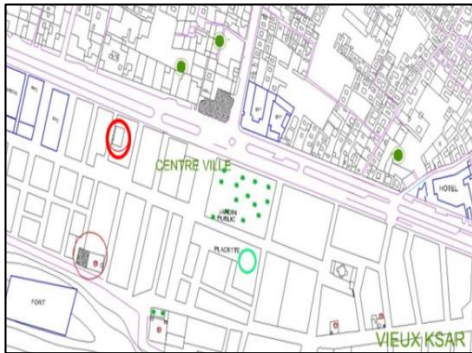 CENTRE VILLE
HOTEL
JARDIN
PUBLIC
PLACETTE
FORT
VIEUX KSAR